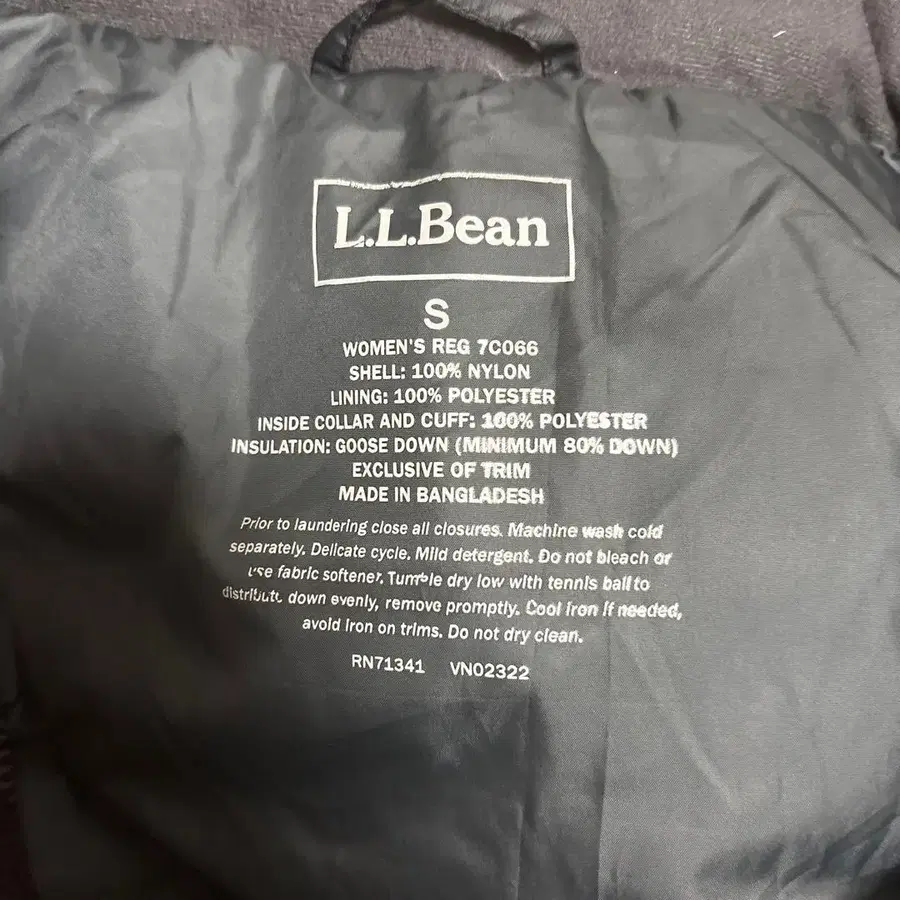 L.L.Bean
S
WOMEN'S REG 7C066
SHELL: 100% NYLON
LINING: 100% POLYESTER
INSIDE COLLAR AND CUFF: 100% POLYESTER
INSULATION: GOOSE DOWN (MINIMUM 80% DOWN)
EXCLUSIVE OF TRIM
MADE IN BANGLADESH
Prior to laundering close all closures. Machine wash cold
separately. Delicate cycle. Mild detergent. Do not bleach or
use fabric softener. Tumble dry low with tennis ball to
distribute down evenly, remove promptly. Cool iron if needed,
avoid iron on trims. Do not dry clean.
RN71341 VN02322